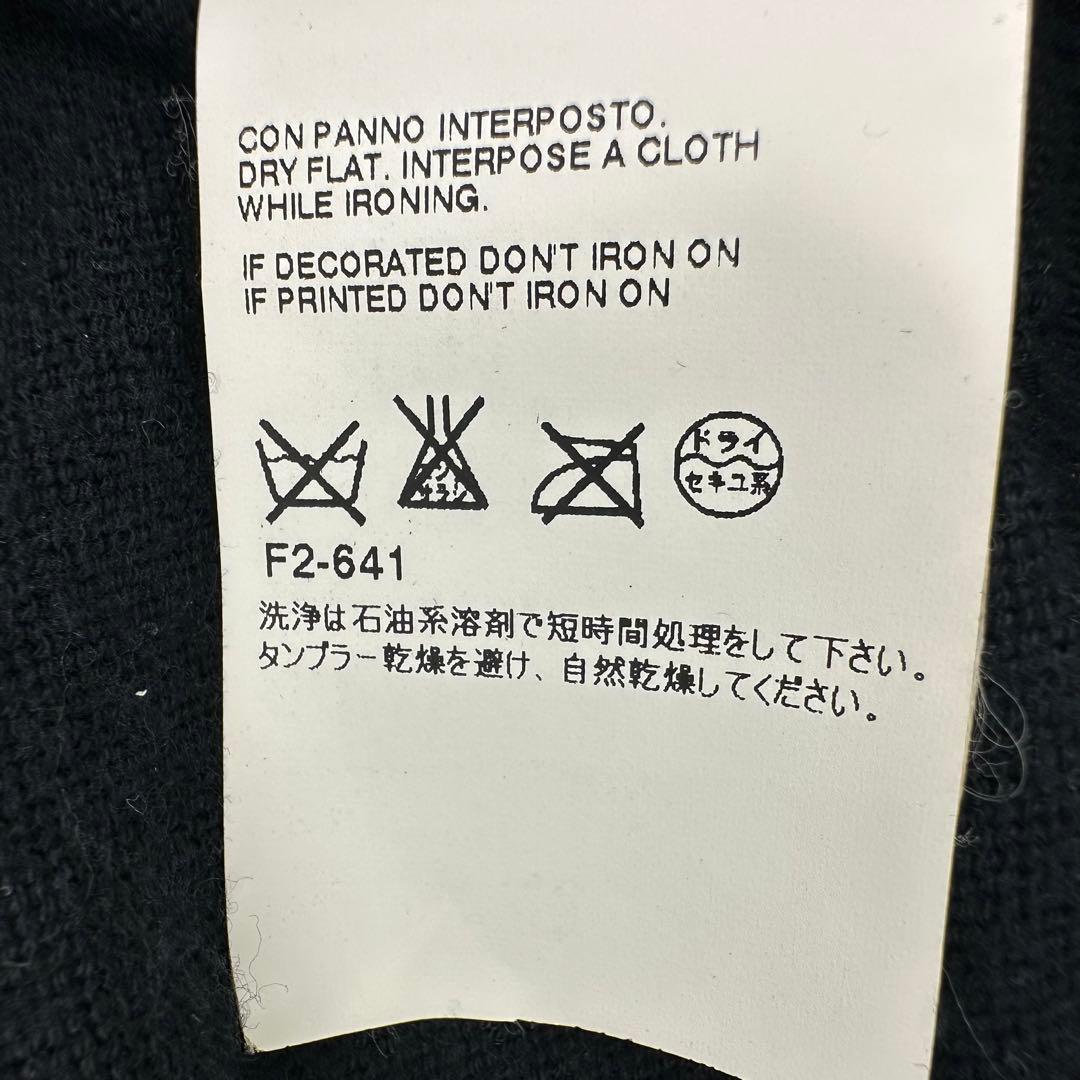 CON PANNO INTERPOSTO.
DRY FLAT. INTERPOSE A CLOTH
WHILE IRONING.
IF DECORATED DON'T IRON ON
IF PRINTED DON'T IRON ON
ドライ
セキユ系
F2-641
洗浄は石油系溶剤で短時間処理をして下さい。
タンブラー乾燥を避け、自然乾燥してください。